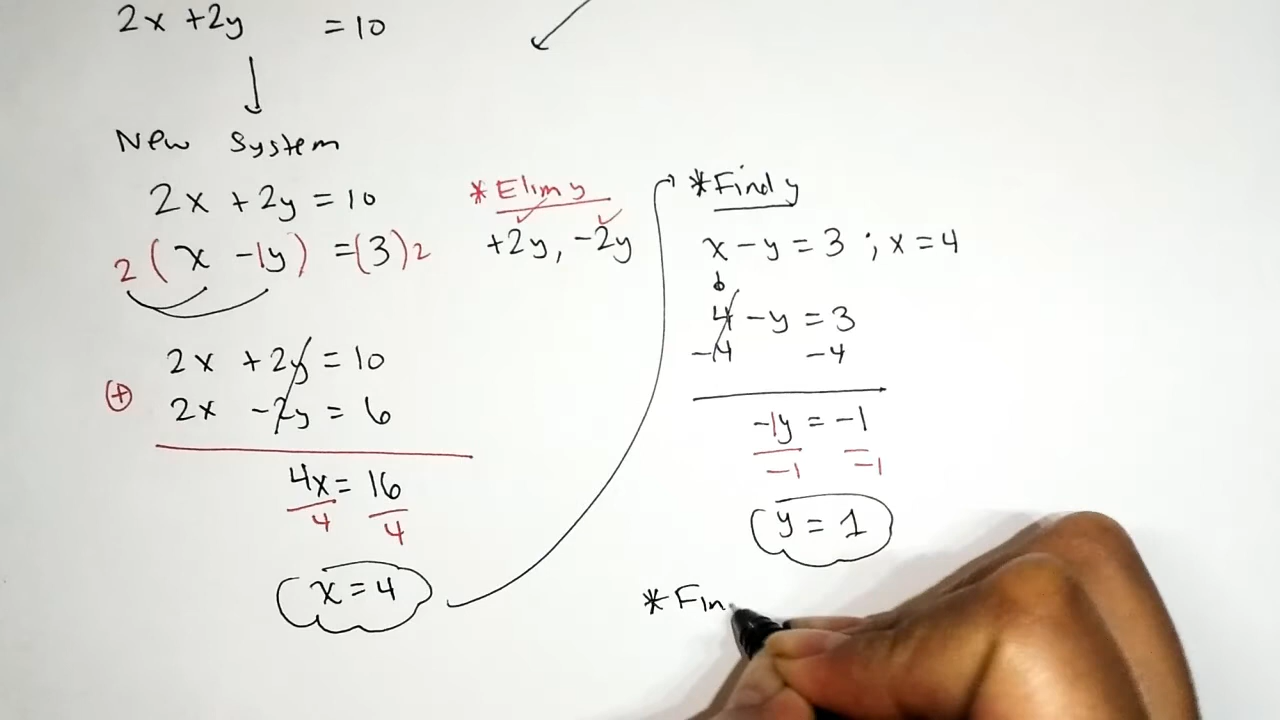 2x +2y = 10
New System
2x +2y = 10
2(x -1y) = (3)2
*Elim y
+2y, -2y
⊕ 2x +2y = 10
2x -2y = 6
4x = 16
4 4
x = 4
*Find y
x - y = 3 ; x = 4
4 - y = 3
-4 -4
-1y = -1
-1 -1
y = 1
*Fin